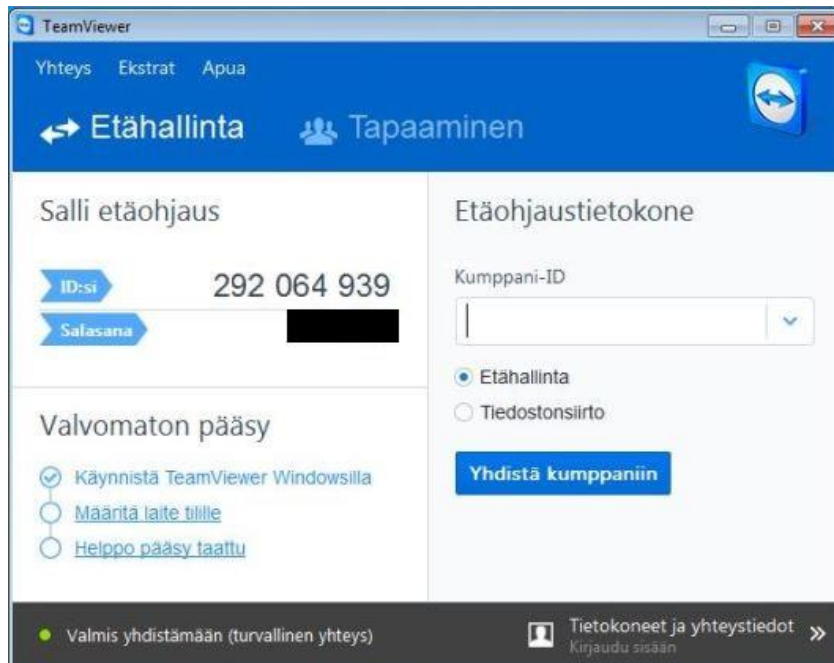 TeamViewer
Yhteys Ekstrat Apua
Etähallinta Tapaaminen
Salli etäohjaus
ID:si 292 064 939
Salasana
Valvomaton pääsy
Käynnistä TeamViewer Windowsilla
Määritä laite tilille
Helppo pääsy taattu
Etäohjaustietokone
Kumppani-ID
Etähallinta
Tiedostonsiirto
Yhdistä kumppaniin
Valmis yhdistämään (turvallinen yhteys)
Tietokoneet ja yhteystiedot
Kirjaudu sisään